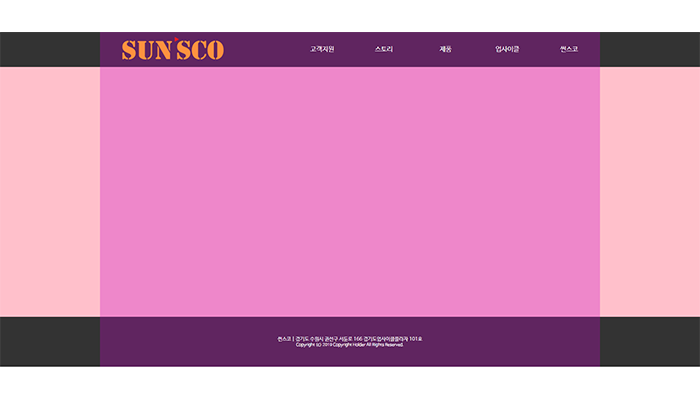 SUN'SCO
고객지원 스토리 제품 업사이클 썬스코
썬스코 | 경기도 수원시 권선구 서둔로 166 경기도업사이클플라자 101호
Copyright (c) 2019 Copyright Holder All Rights Reserved.